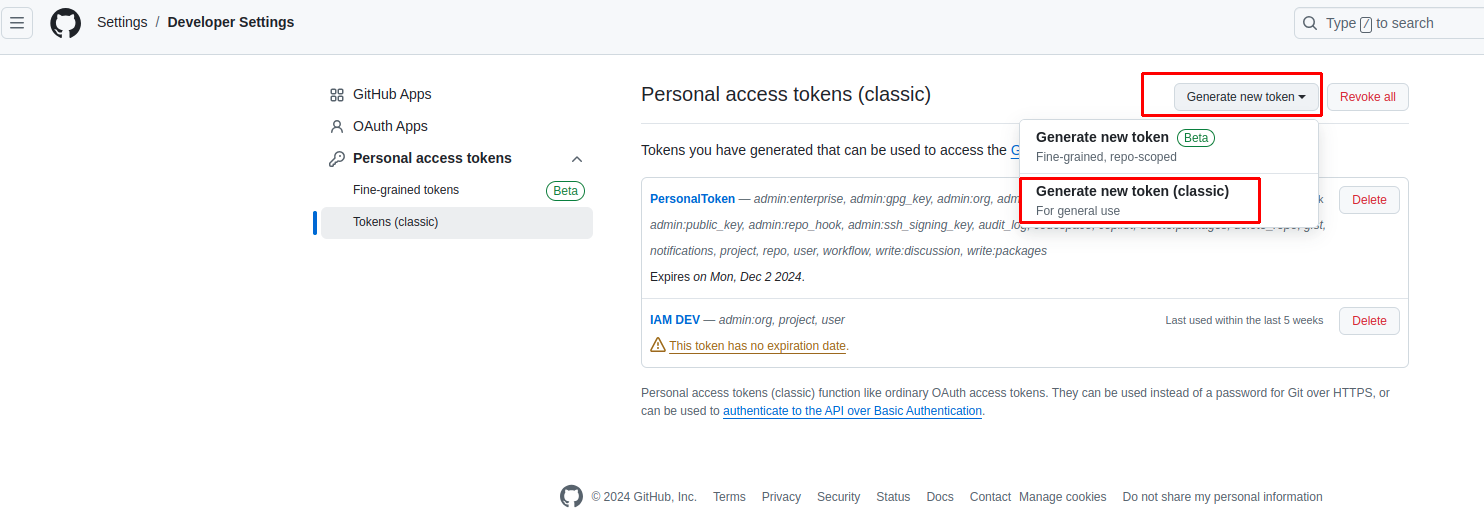 Settings / Developer Settings
Type / to search
GitHub Apps
OAuth Apps
Personal access tokens
Fine-grained tokens Beta
Tokens (classic)
Personal access tokens (classic)
Generate new token
Revoke all
Generate new token Beta
Fine-grained, repo-scoped
Generate new token (classic)
For general use
Tokens you have generated that can be used to access the
PersonalToken — admin:enterprise, admin:gpg_key, admin:org,
Delete
admin:public_key, admin:repo_hook, admin:ssh_signing_key, audit_log, gist,
notifications, project, repo, user, workflow, write:discussion, write:packages
Expires on Mon, Dec 2 2024.
IAM DEV — admin:org, project, user
Last used within the last 5 weeks
Delete
This token has no expiration date.
Personal access tokens (classic) function like ordinary OAuth access tokens. They can be used instead of a password for Git over HTTPS, or
can be used to authenticate to the API over Basic Authentication.
© 2024 GitHub, Inc. Terms Privacy Security Status Docs Contact Manage cookies Do not share my personal information